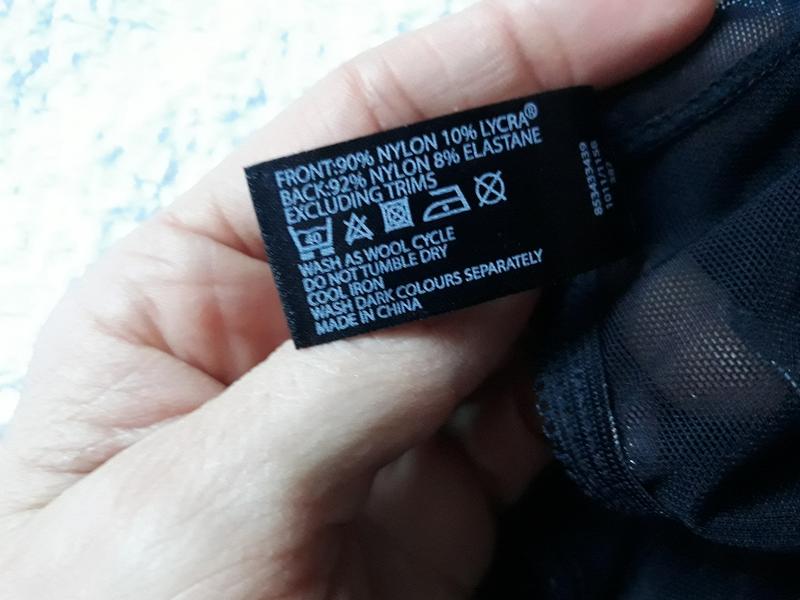 FRONT:90% NYLON 10% LYCRA®
BACK:92% NYLON 8% ELASTANE
EXCLUDING TRIMS
40
WASH AS WOOL CYCLE
DO NOT TUMBLE DRY
COOL IRON
WASH DARK COLOURS SEPARATELY
MADE IN CHINA